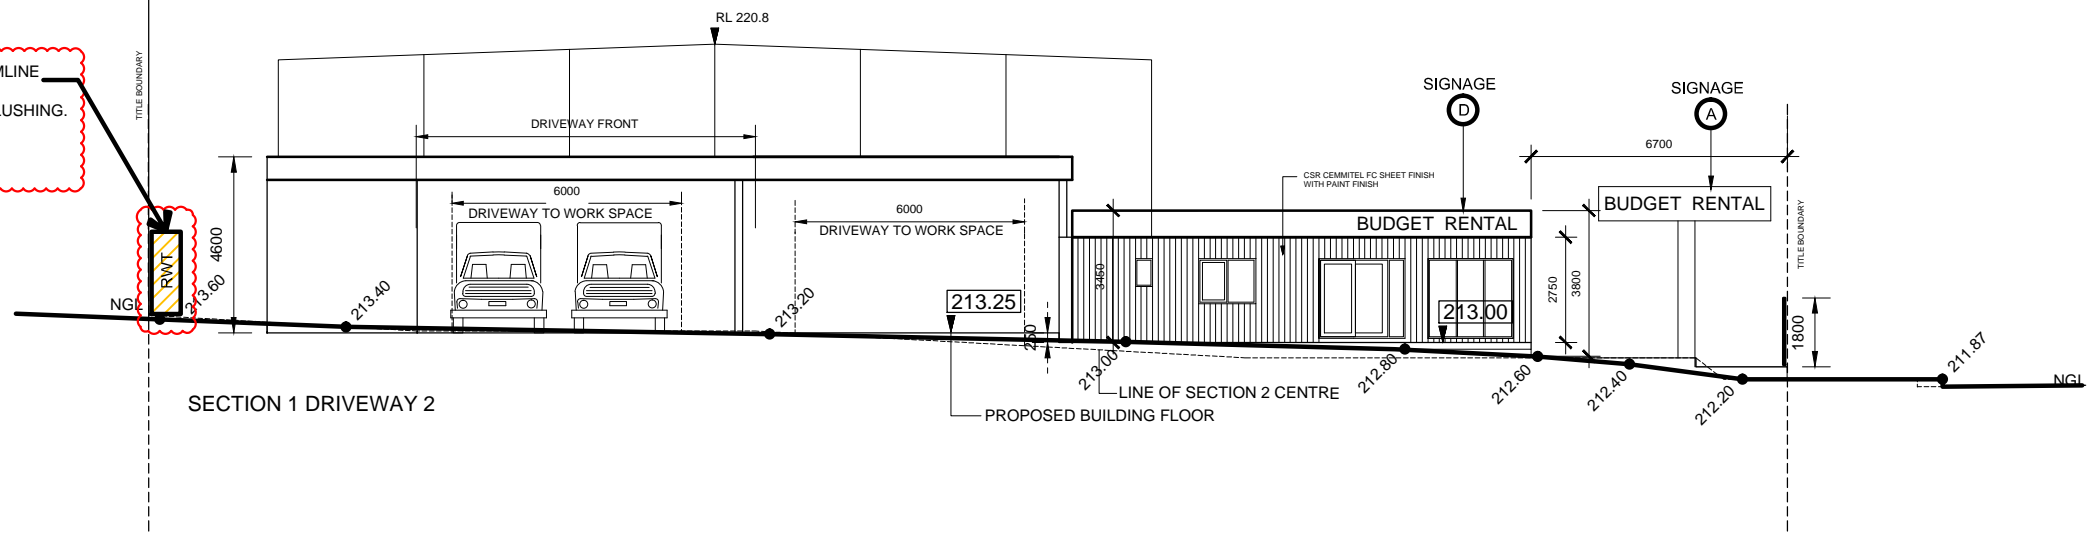 RL 220.8
MLINE
LUSHING.
TITLE BOUNDARY
SIGNAGE
D
SIGNAGE
A
DRIVEWAY FRONT
6700
CSR CEMMITEL FC SHEET FINISH
WITH PAINT FINISH
6000
DRIVEWAY TO WORK SPACE
6000
DRIVEWAY TO WORK SPACE
BUDGET RENTAL
BUDGET RENTAL
TITLE BOUNDARY
4600
RWT
3450
2750
3800
1800
NGL
213.60
213.40
213.20
213.25
250
213.00
213.00
212.80
212.60
212.40
212.20
211.87
NGL
LINE OF SECTION 2 CENTRE
PROPOSED BUILDING FLOOR
SECTION 1 DRIVEWAY 2